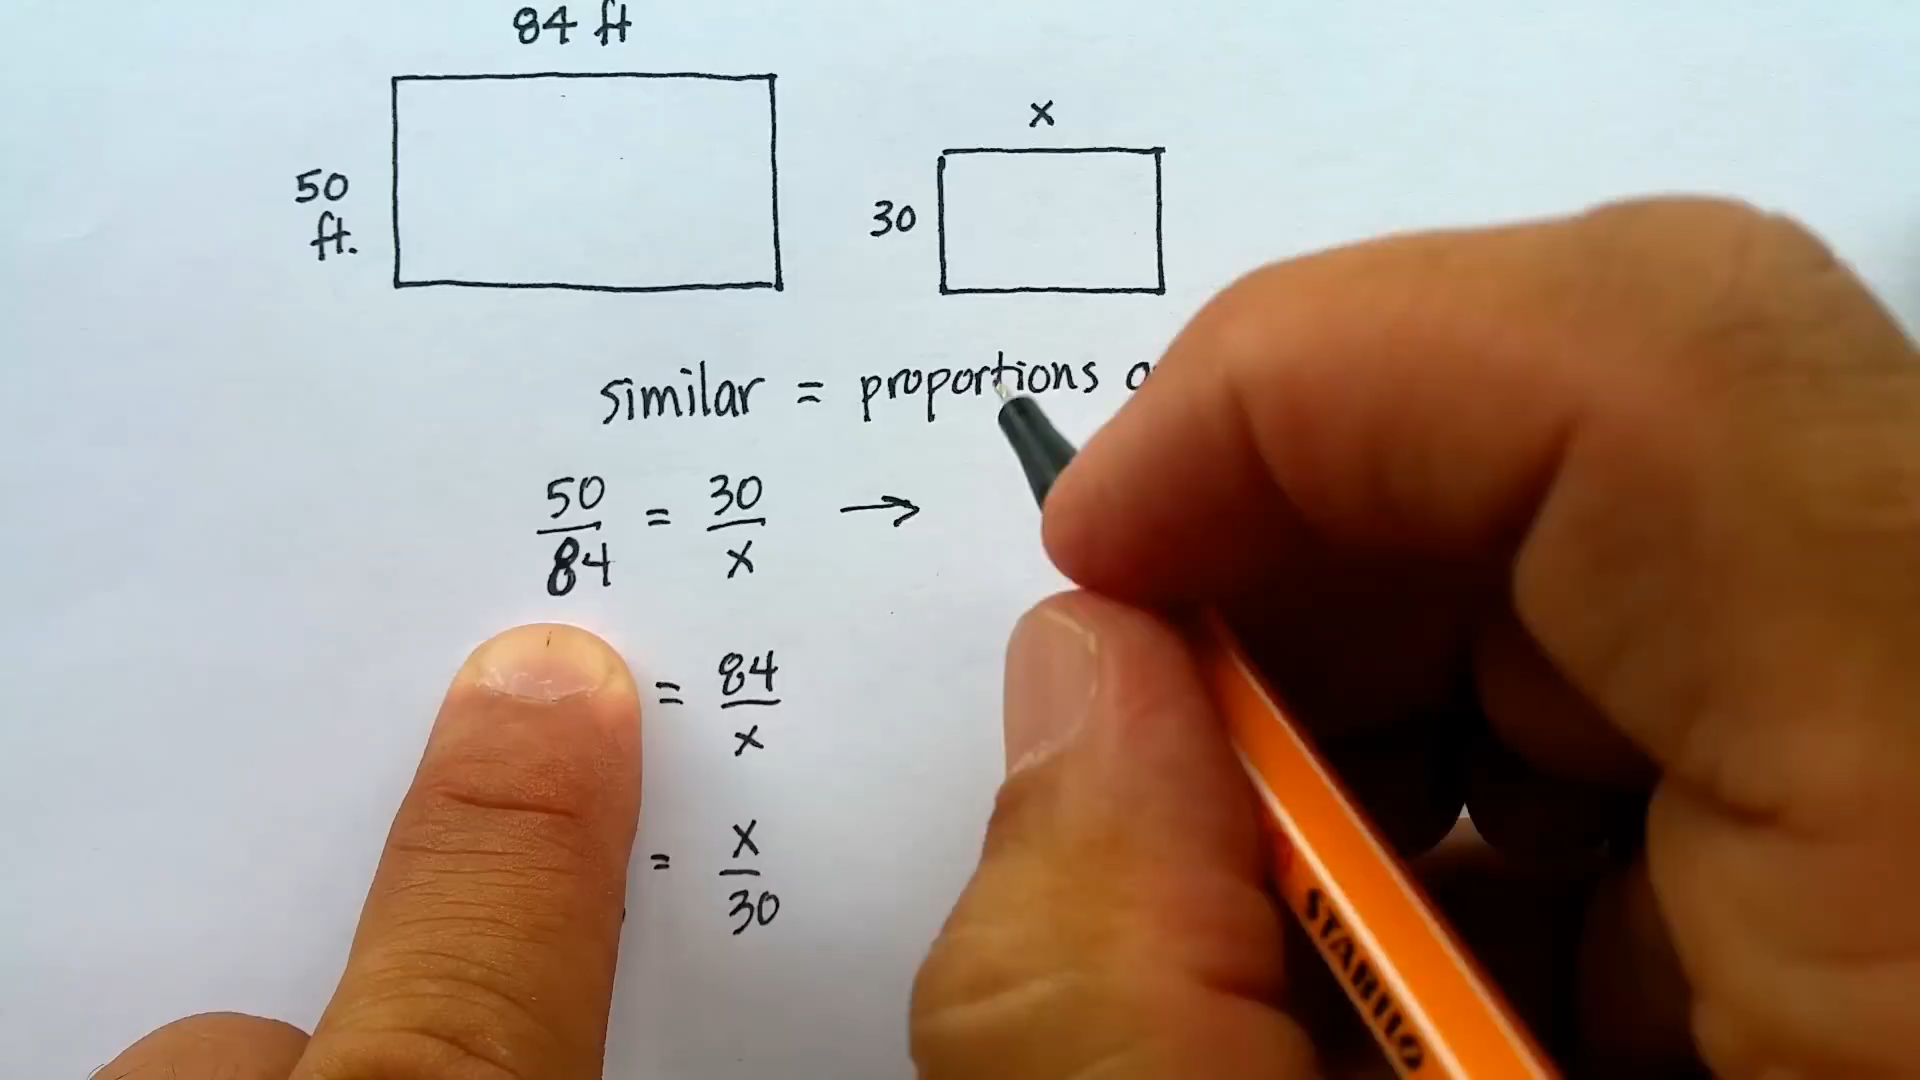 84 ft
x
50
ft.
30
similar = proportions
50/84 = 30/x →
= 84/x
= x/30
STABILO